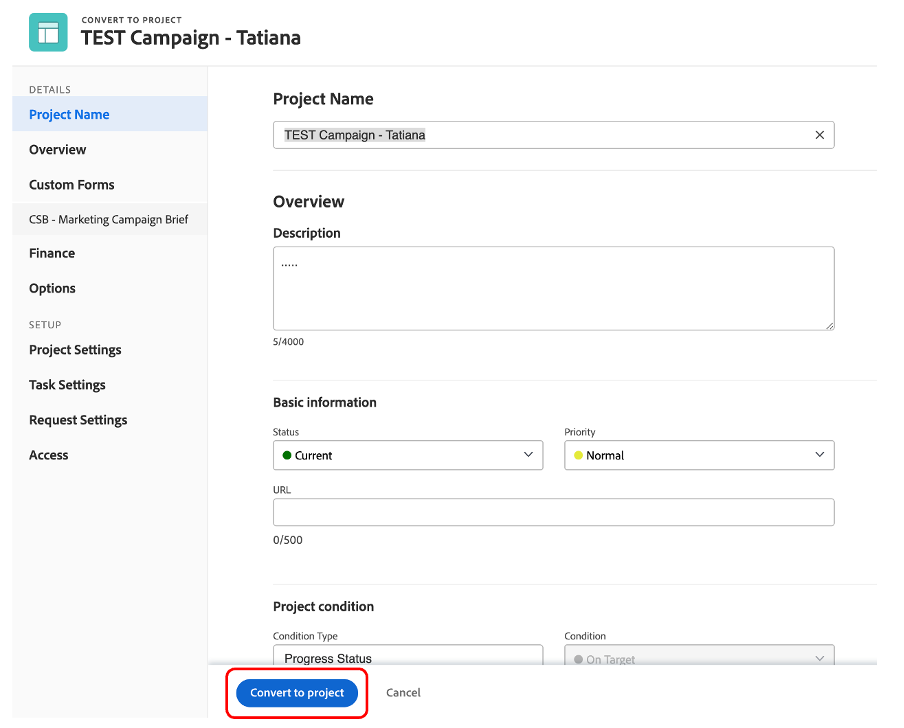 CONVERT TO PROJECT
TEST Campaign - Tatiana
DETAILS
Project Name
Overview
Custom Forms
CSB - Marketing Campaign Brief
Finance
Options
SETUP
Project Settings
Task Settings
Request Settings
Access
Project Name
TEST Campaign - Tatiana
Overview
Description
.....
5/4000
Basic information
Status
Priority
Current
Normal
URL
0/500
Project condition
Condition Type
Condition
Progress Status
On Target
Convert to project
Cancel